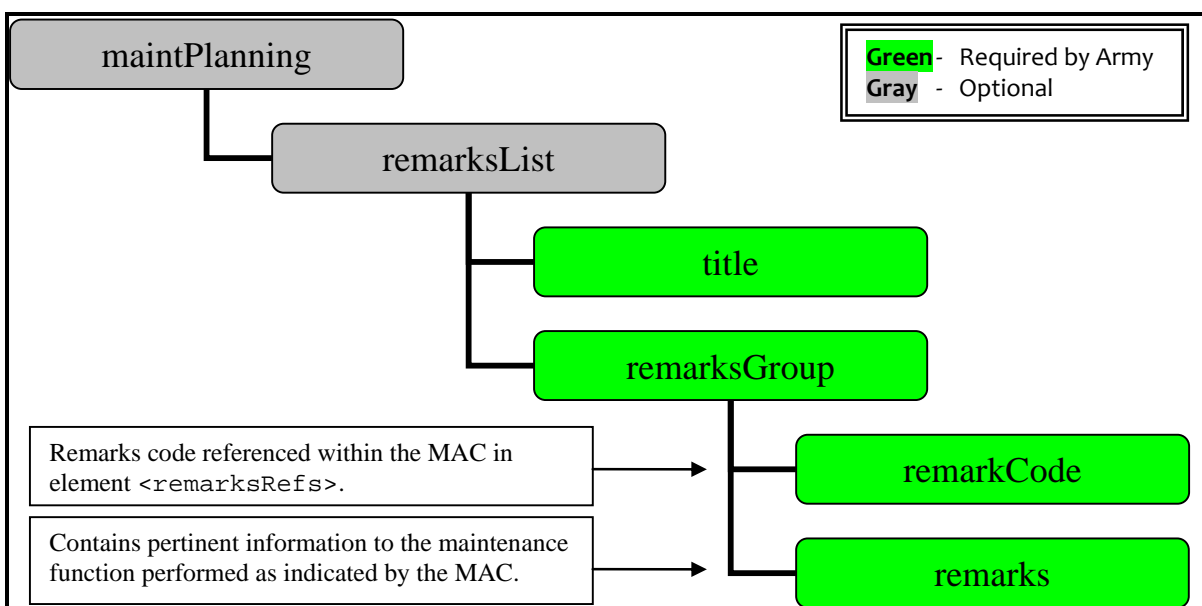 maintPlanning
Green - Required by Army
Gray - Optional
remarksList
title
remarksGroup
Remarks code referenced within the MAC in
element <remarksRefs>.
remarkCode
Contains pertinent information to the maintenance
function performed as indicated by the MAC.
remarks